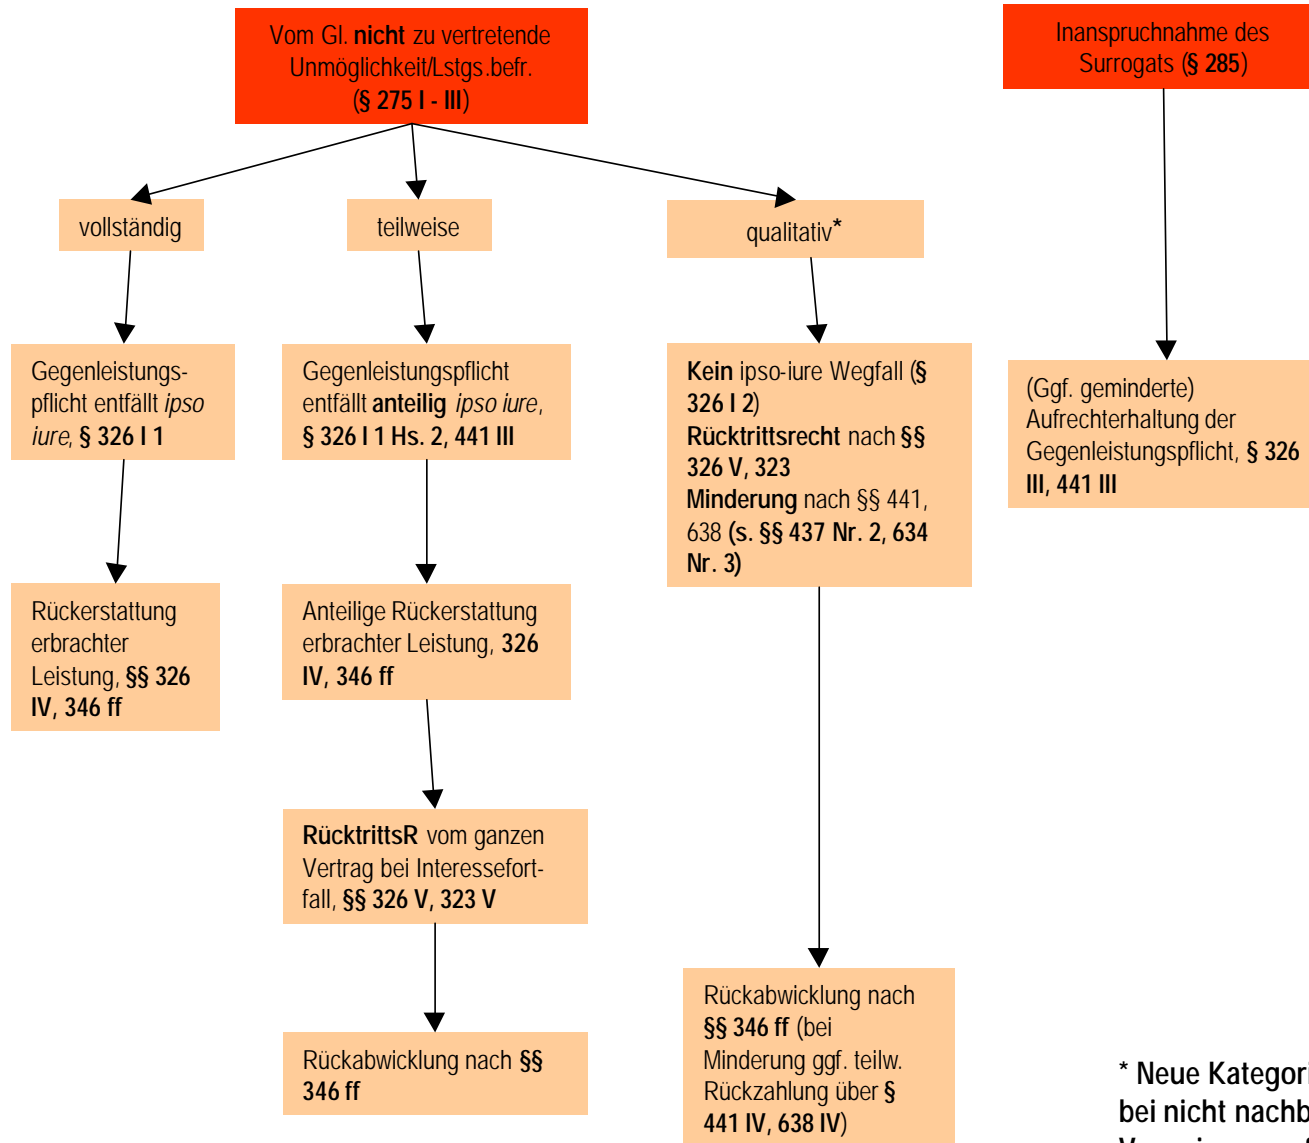 Vom Gl. nicht zu vertretende
Unmöglichkeit/Lstgs.befr.
(§ 275 I - III)
Inanspruchnahme des
Surrogats (§ 285)
vollständig
teilweise
qualitativ*
Gegenleistungs-
pflicht entfällt ipso
iure, § 326 I 1
Gegenleistungspflicht
entfällt anteilig ipso iure,
§ 326 I 1 Hs. 2, 441 III
Kein ipso-iure Wegfall (§
326 I 2)
Rücktrittsrecht nach §§
326 V, 323
Minderung nach §§ 441,
638 (s. §§ 437 Nr. 2, 634
Nr. 3)
(Ggf. geminderte)
Aufrechterhaltung der
Gegenleistungspflicht, § 326
III, 441 III
Rückerstattung
erbrachter
Leistung, §§ 326
IV, 346 ff
Anteilige Rückerstattung
erbrachter Leistung, 326
IV, 346 ff
RücktrittsR vom ganzen
Vertrag bei Interessefort-
fall, §§ 326 V, 323 V
Rückabwicklung nach §§
346 ff
Rückabwicklung nach
§§ 346 ff (bei
Minderung ggf. teilw.
Rückzahlung über §
441 IV, 638 IV)
* Neue Kategori
bei nicht nachb